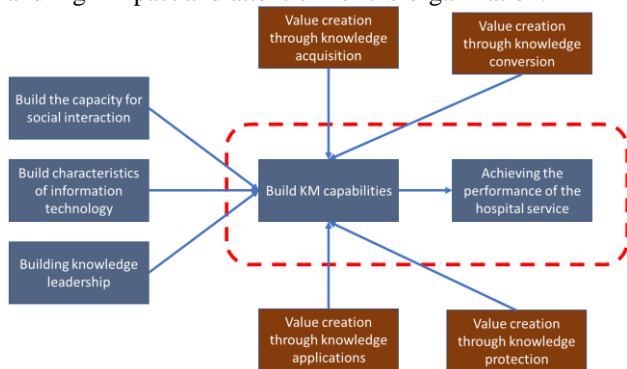 Value creation
through knowledge
acquisition
Value creation
through knowledge
conversion
Build the capacity for
social interaction
Build characteristics
of information
technology
Build KM capabilities
Achieving the
performance of the
hospital service
Building knowledge
leadership
Value creation
through knowledge
applications
Value creation
through knowledge
protection